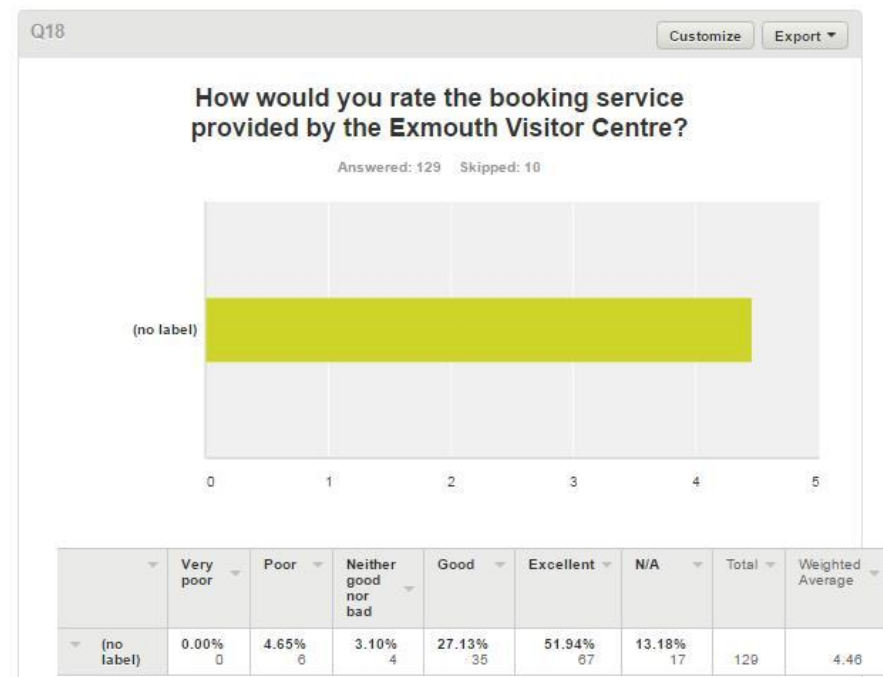 Q18
Customize Export
How would you rate the booking service
provided by the Exmouth Visitor Centre?
Answered: 129 Skipped: 10
(no label)
0 1 2 3 4 5
Very poor Poor Neither good nor bad Good Excellent N/A Total Weighted Average
(no label) 0.00% 4.65% 3.10% 27.13% 51.94% 13.18%
0 6 4 35 67 17 129 4.46